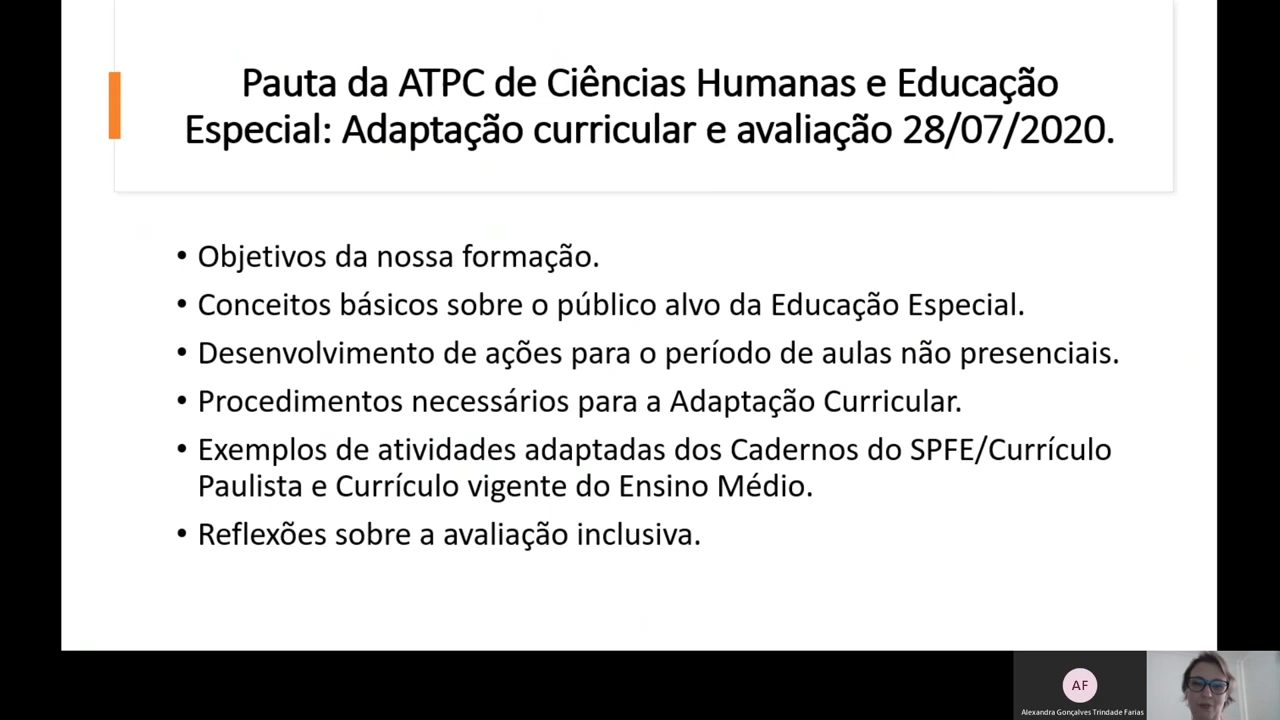 Pauta da ATPC de Ciências Humanas e Educação
Especial: Adaptação curricular e avaliação 28/07/2020.
• Objetivos da nossa formação.
• Conceitos básicos sobre o público alvo da Educação Especial.
• Desenvolvimento de ações para o período de aulas não presenciais.
• Procedimentos necessários para a Adaptação Curricular.
• Exemplos de atividades adaptadas dos Cadernos do SPFE/Currículo
Paulista e Currículo vigente do Ensino Médio.
• Reflexões sobre a avaliação inclusiva.
AF
Alexandra Gonçalves Trindade Farias